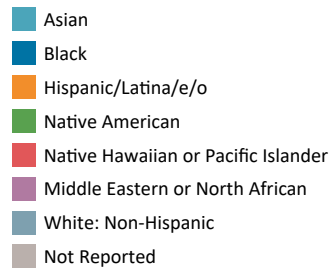 Asian
Black
Hispanic/Latina/e/o
Native American
Native Hawaiian or Pacific Islander
Middle Eastern or North African
White: Non-Hispanic
Not Reported